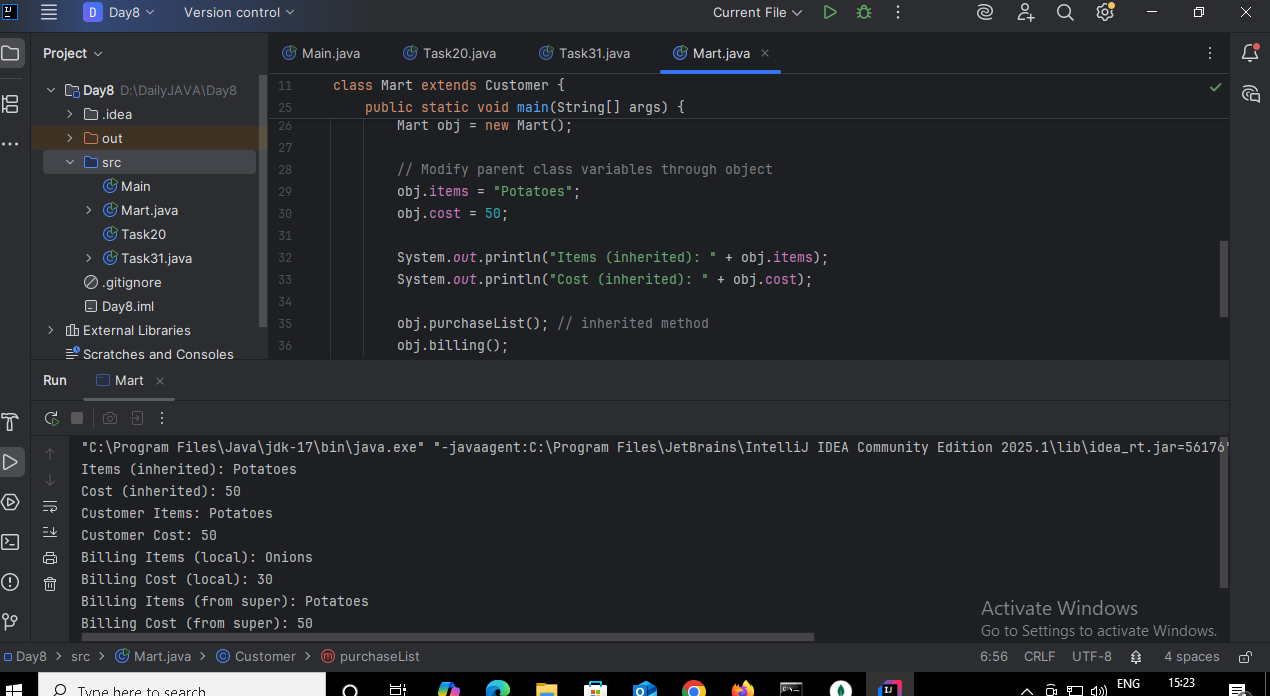 D Day8 Version control Current File
Project
Main.java Task20.java Task31.java Mart.java
Day8 D:\DailyJAVA\Day8
.idea
out
src
Main
Mart.java
Task20
Task31.java
.gitignore
Day8.iml
External Libraries
Scratches and Consoles
11 class Mart extends Customer {
25 public static void main(String[] args) {
26 Mart obj = new Mart();
27
28 // Modify parent class variables through object
29 obj.items = "Potatoes";
30 obj.cost = 50;
31
32 System.out.println("Items (inherited): " + obj.items);
33 System.out.println("Cost (inherited): " + obj.cost);
34
35 obj.purchaseList(); // inherited method
36 obj.billing();
Run Mart
"C:\Program Files\Java\jdk-17\bin\java.exe" "-javaagent:C:\Program Files\JetBrains\IntelliJ IDEA Community Edition 2025.1\lib\idea_rt.jar=56176"
Items (inherited): Potatoes
Cost (inherited): 50
Customer Items: Potatoes
Customer Cost: 50
Billing Items (local): Onions
Billing Cost (local): 30
Billing Items (from super): Potatoes
Billing Cost (from super): 50
Activate Windows
Go to Settings to activate Windows.
Day8 > src > Mart.java > Customer > purchaseList 6:56 CRLF UTF-8 4 spaces
Type here to search ENG 15:23